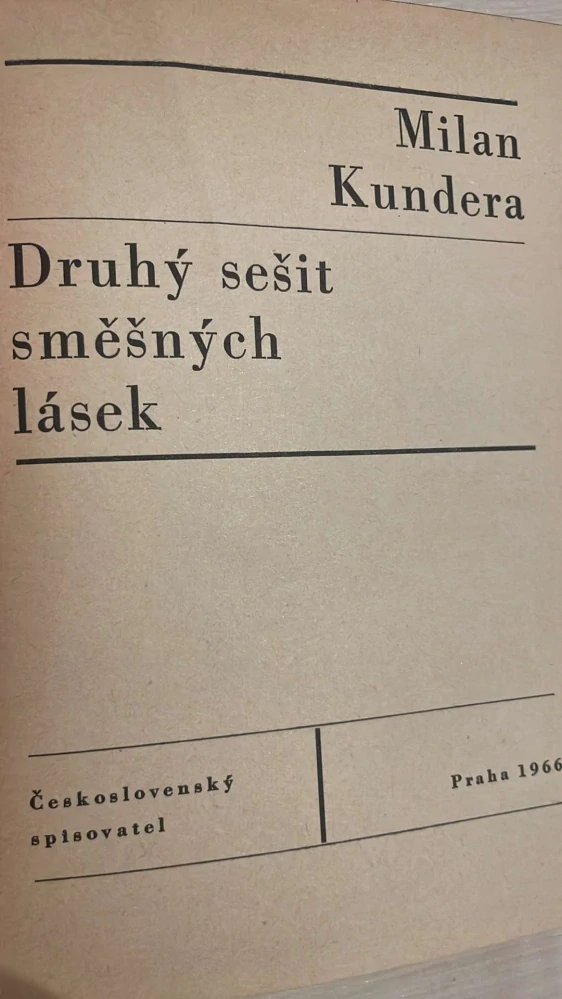 Milan
Kundera
Druhý sešit
směšných
lásek
Československý
spisovatel
Praha 1966